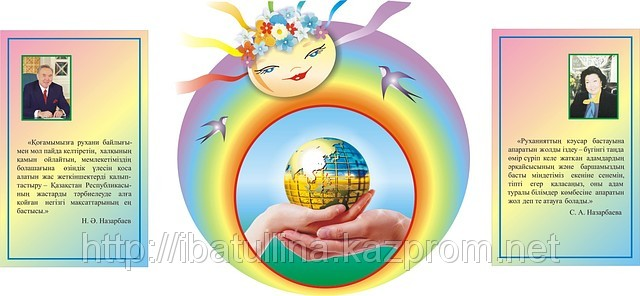 «Қоғамымызға рухани байлығы-
мен мол пайда келтіретін, халқының
қамын ойлайтын, мемлекетіміздің
болашағына өзіндік үлесін қоса
алатын жас жеткіншектерді қалып-
тастыру – Қазақстан Республикасы-
ның жастарды тәрбиелеуде алға
қойған негізгі мақсаттарының ең
бастысы.»
Н. Ә. Назарбаев
«Руханияттың кәусар бастауына
апаратын жолды іздеу – бүгінгі таңда
өмір сүріп келе жатқан адамдардың
әрқайсысының және баршамыздың
басты міндетіміз екеніне сенемін,
тіпті егер қаласаңыз, оны адам
туралы білімдер көмбесіне апаратын
жол деп те атауға болады.»
С. А. Назарбаева
http://ibatullina.kazprom.net